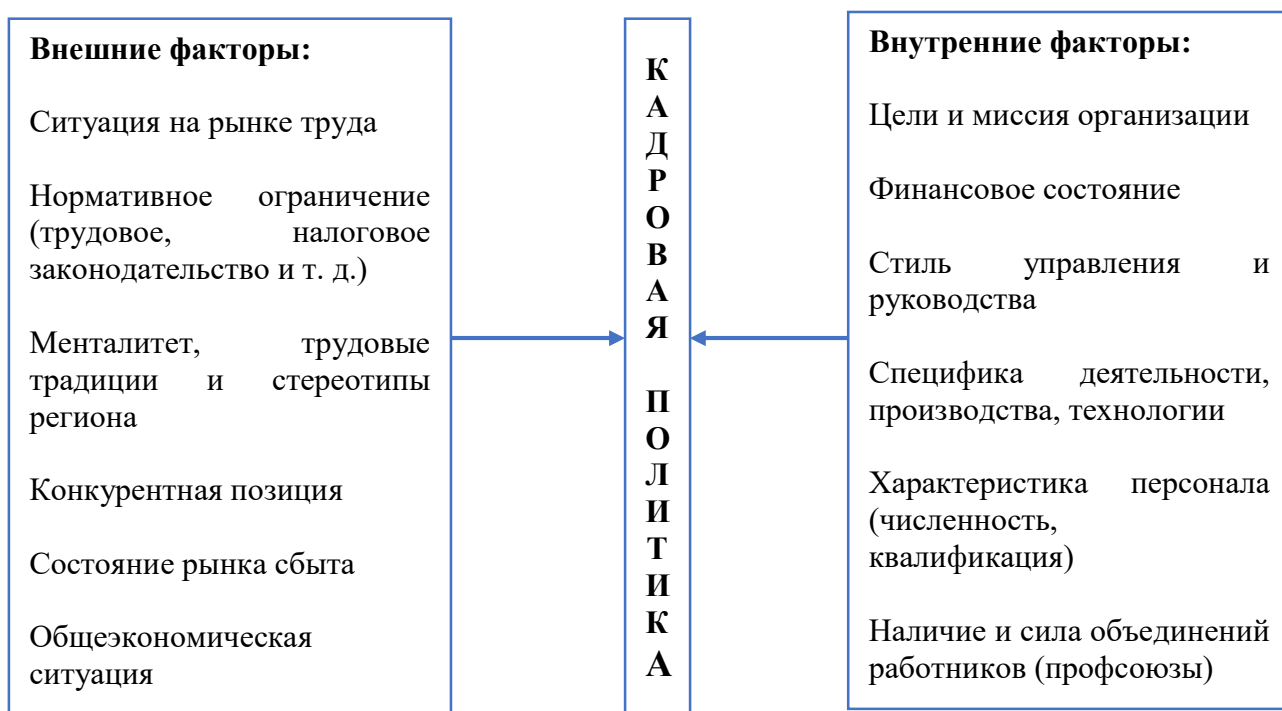 Внешние факторы:
Ситуация на рынке труда
Нормативное ограничение
(трудовое, налоговое
законодательство и т. д.)
Менталитет, трудовые
традиции и стереотипы
региона
Конкурентная позиция
Состояние рынка сбыта
Общеэкономическая
ситуация
К
А
Д
Р
О
В
А
Я
П
О
Л
И
Т
И
К
А
Внутренние факторы:
Цели и миссия организации
Финансовое состояние
Стиль управления и
руководства
Специфика деятельности,
производства, технологии
Характеристика персонала
(численность,
квалификация)
Наличие и сила объединений
работников (профсоюзы)